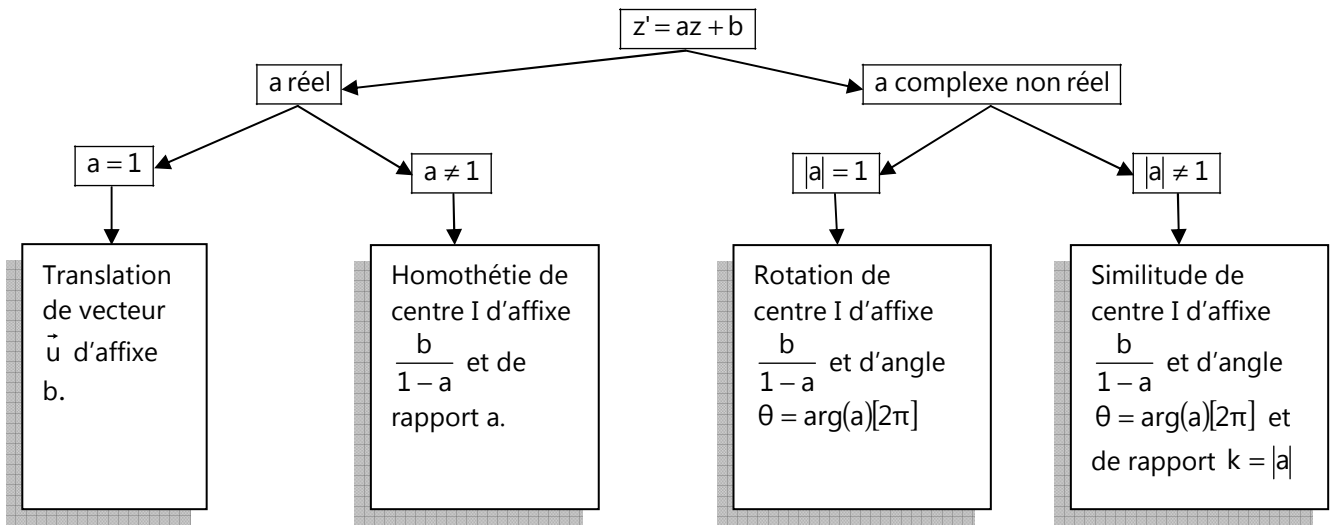 z' = az + b
a réel
a complexe non réel
a = 1
a ≠ 1
|a| = 1
|a| ≠ 1
Translation
de vecteur
u⃗ d’affixe
b.
Homothétie de
centre I d’affixe
b/(1 – a) et de
rapport a.
Rotation de
centre I d’affixe
b/(1 – a) et d’angle
θ = arg(a)[2π]
Similitude de
centre I d’affixe
b/(1 – a) et d’angle
θ = arg(a)[2π] et
de rapport k = |a|